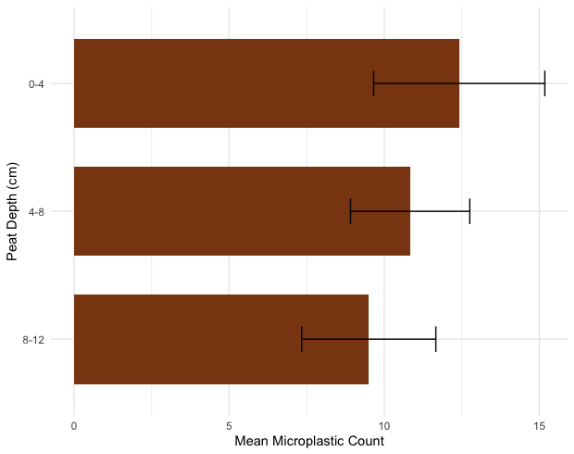 Peat Depth (cm)
0-4
4-8
8-12
0 5 10 15
Mean Microplastic Count